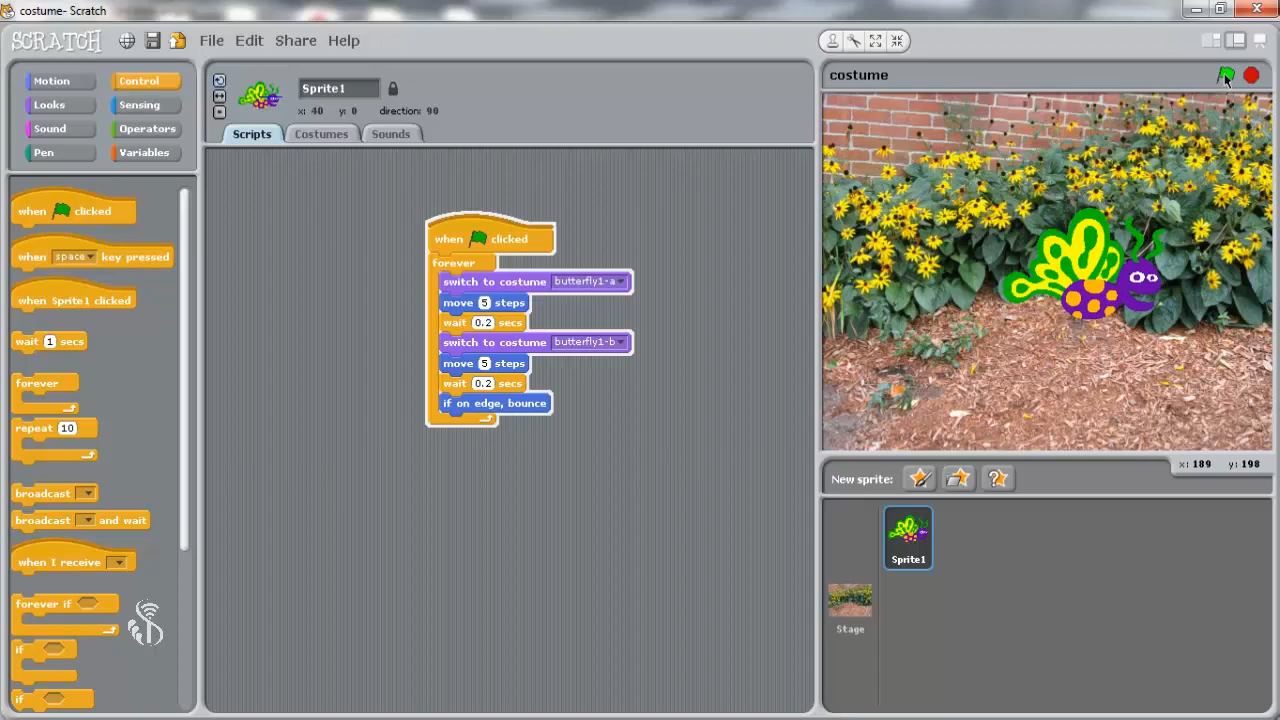 costume- Scratch
SCRATCH File Edit Share Help
Motion Control
Looks Sensing
Sound Operators
Pen Variables
when clicked
when space key pressed
when Sprite1 clicked
wait 1 secs
forever
repeat 10
broadcast
broadcast and wait
when I receive
forever if
if
if
Sprite1
x: 40 y: 0 direction: 90
Scripts Costumes Sounds
when clicked
forever
switch to costume butterfly1-a
move 5 steps
wait 0.2 secs
switch to costume butterfly1-b
move 5 steps
wait 0.2 secs
if on edge, bounce
costume
x: 189 y: 198
New sprite:
Sprite1
Stage